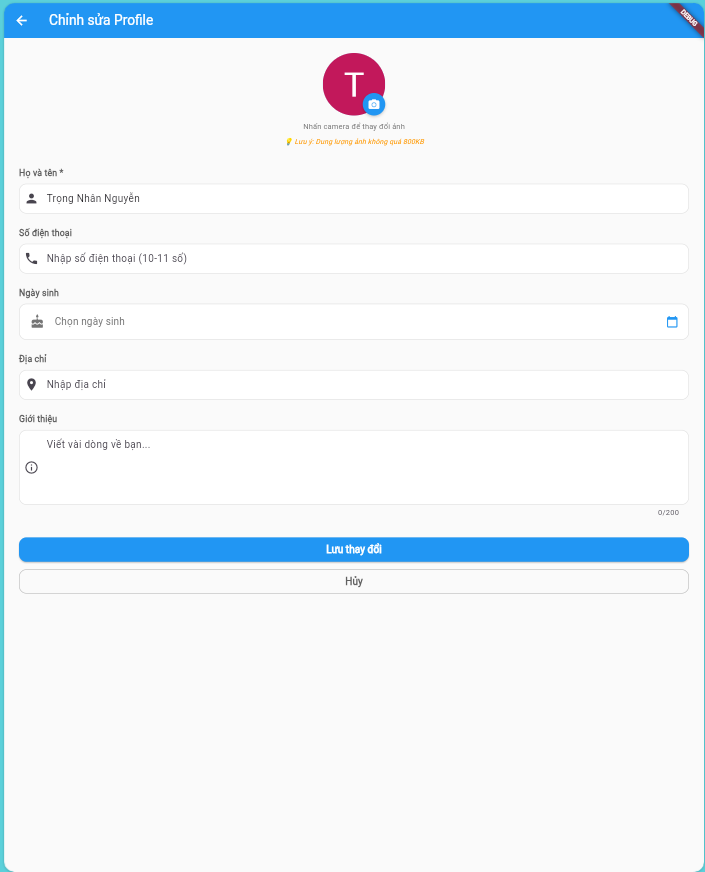 Chỉnh sửa Profile
DEBUG
T
Nhấn camera để thay đổi ảnh
💡 Lưu ý: Dung lượng ảnh không quá 800KB
Họ và tên *
Trọng Nhân Nguyễn
Số điện thoại
Nhập số điện thoại (10-11 số)
Ngày sinh
Chọn ngày sinh
Địa chỉ
Nhập địa chỉ
Giới thiệu
Viết vài dòng về bạn...
0/200
Lưu thay đổi
Hủy